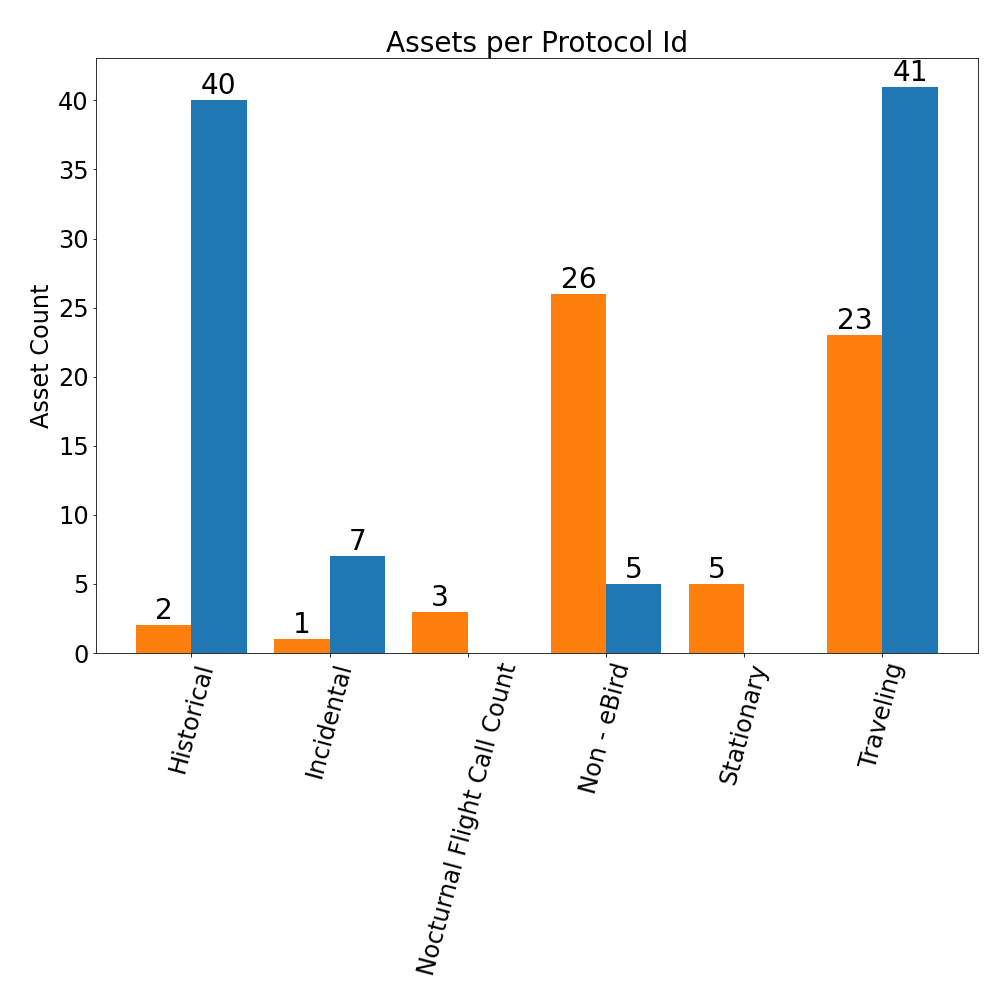 Assets per Protocol Id
Asset Count
40
35
30
25
20
15
10
5
0
2
40
1
7
3
26
5
5
23
41
Historical
Incidental
Nocturnal Flight Call Count
Non - eBird
Stationary
Traveling